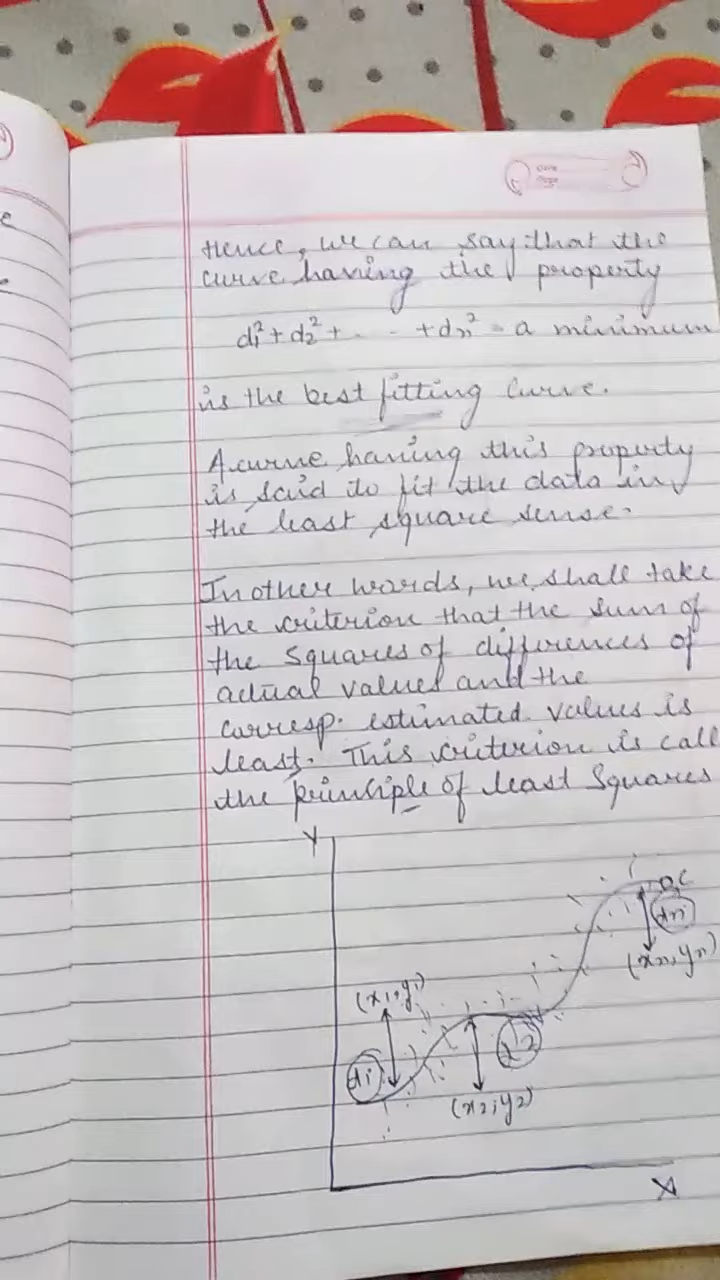 Hence, we can say that the
curve having the property
d₁² + d₂² + . . . + dn² = a minimum
is the best fitting curve.
A curve having this property
is said to fit the data in
the least square sense.
In other words, we shall take
the criterion that the sum of
the squares of differences of
actual values and the
corresp. estimated values is
least. This criterion is call
the principle of least squares
Y
C
dn
(xn, yn)
(x1, y1)
d2
d1
(x2, y2)
X